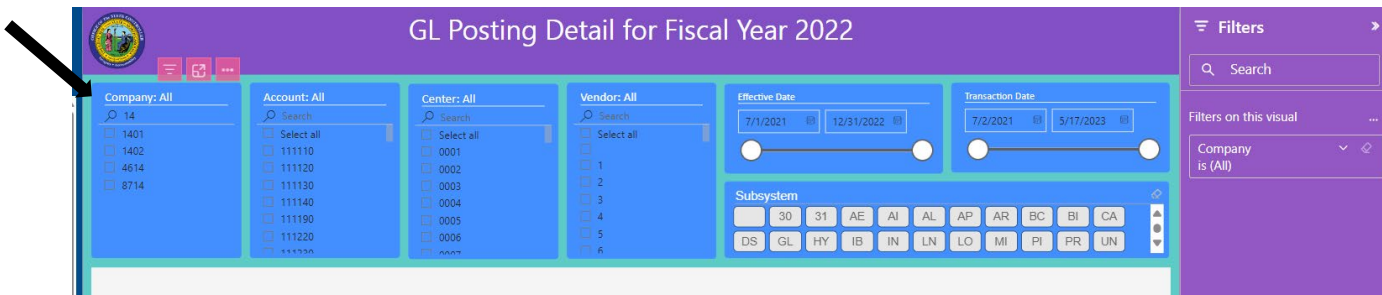 GL Posting Detail for Fiscal Year 2022
Filters
Search
Filters on this visual
...
Company
is (All)
Company: All
14
1401
1402
4614
8714
Account: All
Search
Select all
111110
111120
111130
111140
111190
111220
111230
Center: All
Search
Select all
0001
0002
0003
0004
0005
0006
0007
Vendor: All
Search
Select all
1
2
3
4
5
6
Effective Date
7/1/2021 12/31/2022
Transaction Date
7/2/2021 5/17/2023
Subsystem
30 31 AE AI AL AP AR BC BI CA
DS GL HY IB IN LN LO MI PI PR UN